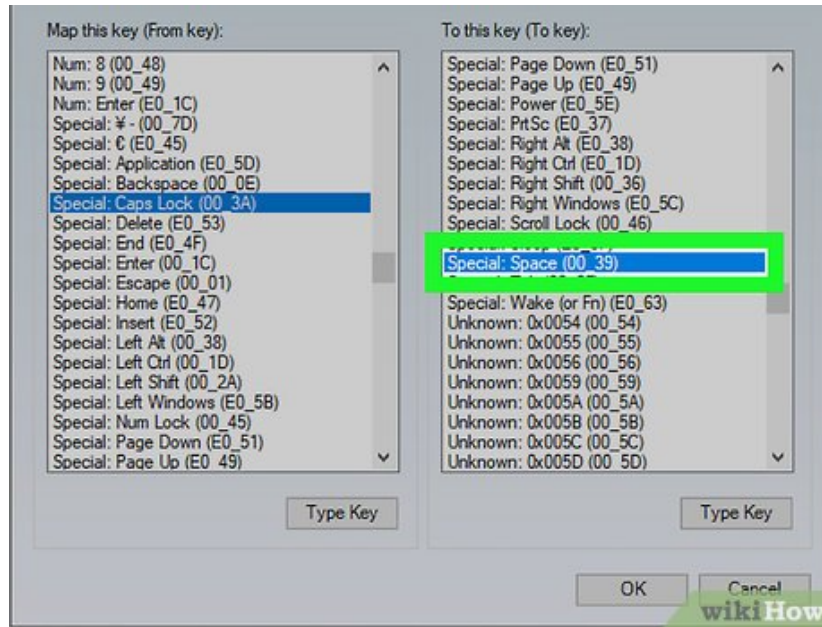 Map this key (From key):
Num: 8 (00_48)
Num: 9 (00_49)
Num: Enter (E0_1C)
Special: ¥ - (00_7D)
Special: € (E0_45)
Special: Application (E0_5D)
Special: Backspace (00_0E)
Special: Caps Lock (00_3A)
Special: Delete (E0_53)
Special: End (E0_4F)
Special: Enter (00_1C)
Special: Escape (00_01)
Special: Home (E0_47)
Special: Insert (E0_52)
Special: Left Alt (00_38)
Special: Left Ctrl (00_1D)
Special: Left Shift (00_2A)
Special: Left Windows (E0_5B)
Special: Num Lock (00_45)
Special: Page Down (E0_51)
Special: Page Up (E0_49)
Type Key
To this key (To key):
Special: Page Down (E0_51)
Special: Page Up (E0_49)
Special: Power (E0_5E)
Special: PrtSc (E0_37)
Special: Right Alt (E0_38)
Special: Right Ctrl (E0_1D)
Special: Right Shift (00_36)
Special: Right Windows (E0_5C)
Special: Scroll Lock (00_46)
Special: Space (00_39)
Special: Wake (or Fn) (E0_63)
Unknown: 0x0054 (00_54)
Unknown: 0x0055 (00_55)
Unknown: 0x0056 (00_56)
Unknown: 0x0059 (00_59)
Unknown: 0x005A (00_5A)
Unknown: 0x005B (00_5B)
Unknown: 0x005C (00_5C)
Unknown: 0x005D (00_5D)
Type Key
OK
Cancel
wikiHow